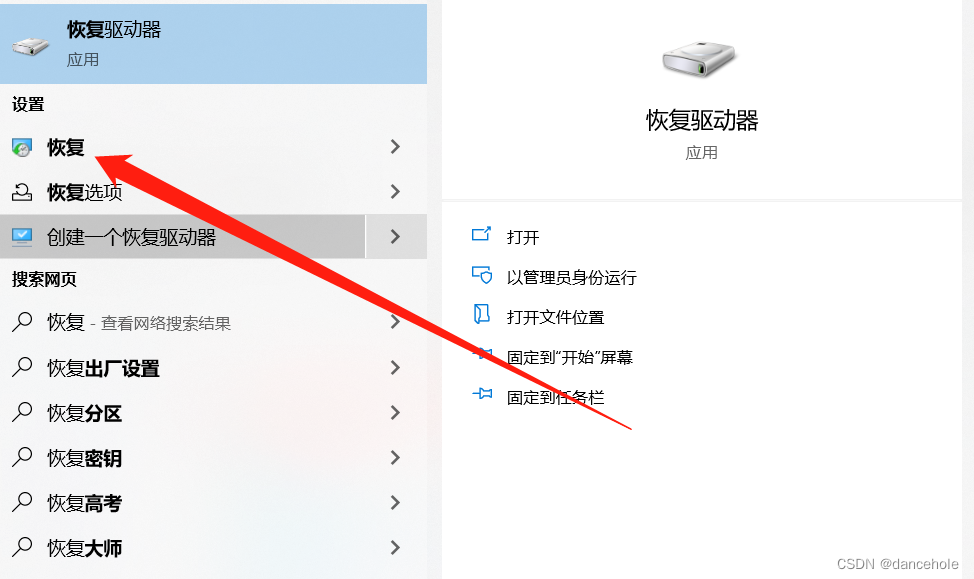 恢复驱动器
应用
设置
恢复
恢复选项
创建一个恢复驱动器
搜索网页
恢复 - 查看网络搜索结果
恢复出厂设置
恢复分区
恢复密钥
恢复高考
恢复大师
恢复驱动器
应用
打开
以管理员身份运行
打开文件位置
固定到“开始”屏幕
固定到任务栏
CSDN @dancehole